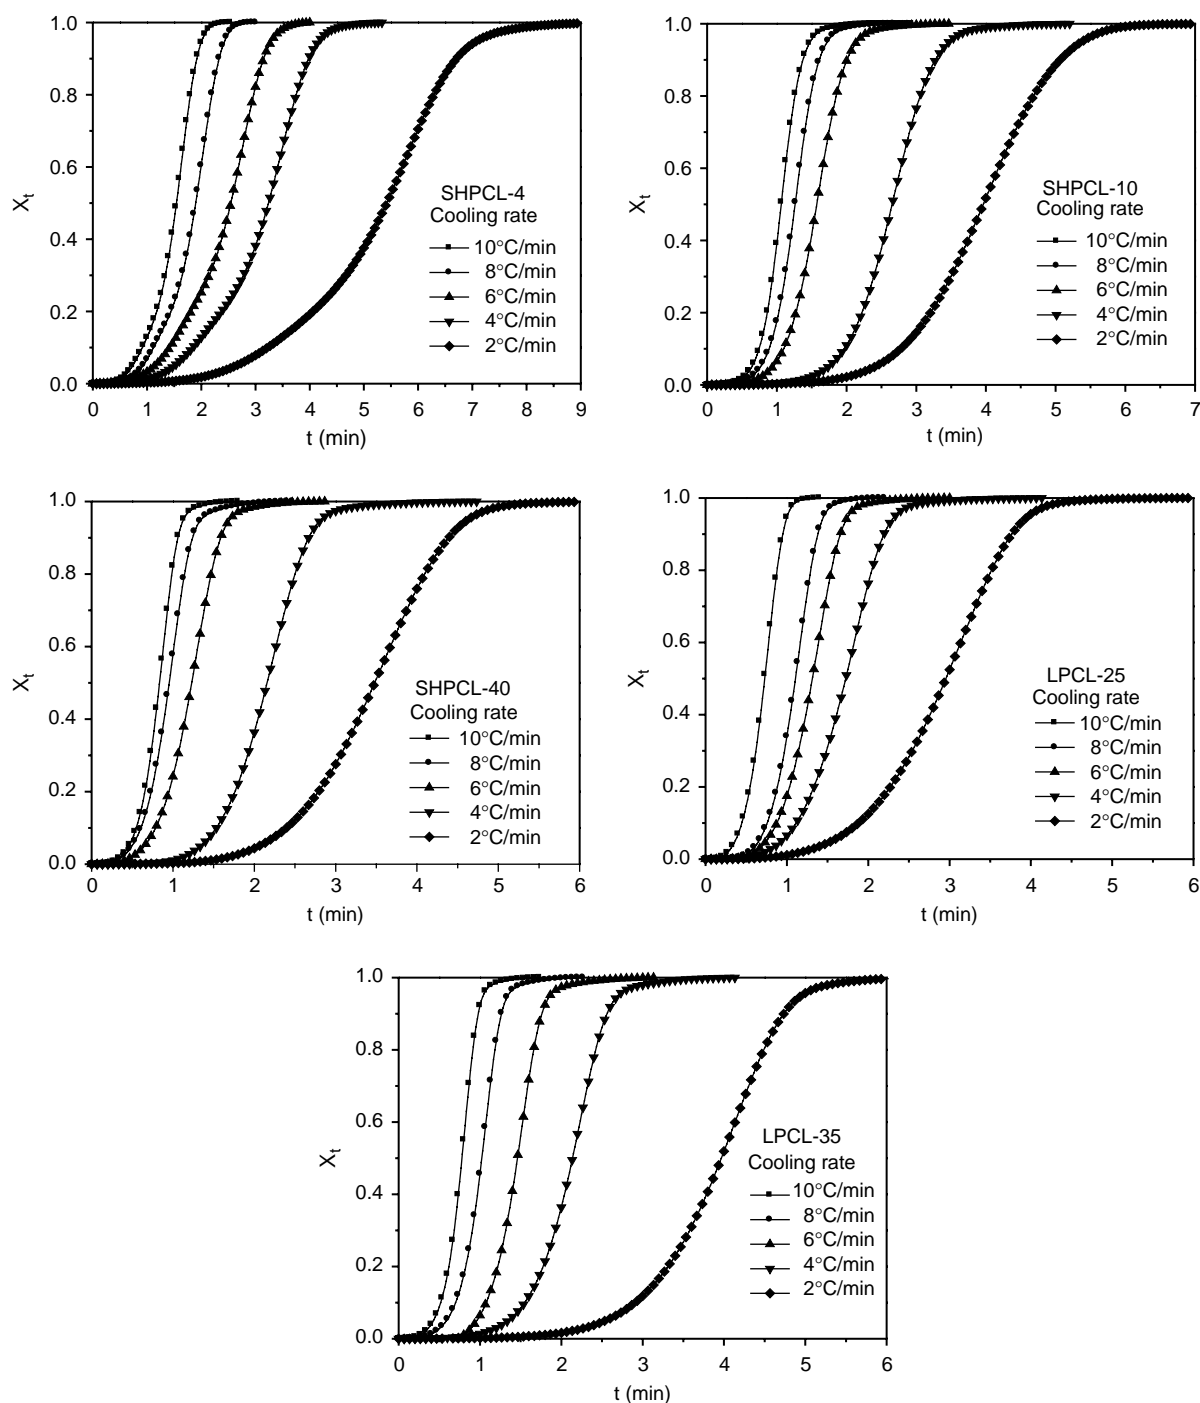 1.0
0.8
0.6
0.4
0.2
0.0
X_t
SHPCL-4
Cooling rate
10°C/min
8°C/min
6°C/min
4°C/min
2°C/min
0 1 2 3 4 5 6 7 8 9
t (min)
1.0
0.8
0.6
0.4
0.2
0.0
X_t
SHPCL-10
Cooling rate
10°C/min
8°C/min
6°C/min
4°C/min
2°C/min
0 1 2 3 4 5 6 7
t (min)
1.0
0.8
0.6
0.4
0.2
0.0
X_t
SHPCL-40
Cooling rate
10°C/min
8°C/min
6°C/min
4°C/min
2°C/min
0 1 2 3 4 5 6
t (min)
1.0
0.8
0.6
0.4
0.2
0.0
X_t
LPCL-25
Cooling rate
10°C/min
8°C/min
6°C/min
4°C/min
2°C/min
0 1 2 3 4 5 6
t (min)
1.0
0.8
0.6
0.4
0.2
0.0
X_t
LPCL-35
Cooling rate
10°C/min
8°C/min
6°C/min
4°C/min
2°C/min
0 1 2 3 4 5 6
t (min)